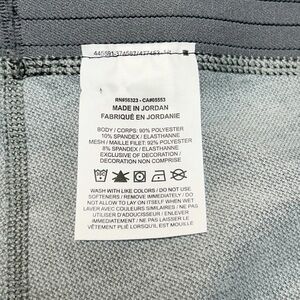 RN#56323 - CA#05553
MADE IN JORDAN
FABRIQUÉ EN JORDANIE
BODY / CORPS: 90% POLYESTER
10% SPANDEX / ELASTHANNE
MESH / MAILLE FILET: 92% POLYESTER
8% SPANDEX / ELASTHANNE
EXCLUSIVE OF DECORATION /
DECORATION NON COMPRISE
WASH WITH LIKE COLORS / DO NOT USE
SOFTENERS / REMOVE IMMEDIATELY / DO
NOT ALLOW TO LAY ON ITSELF WHEN WET
LAVER AVEC COULEURS SIMILAIRES / NE PAS
UTILISER D'ADOUCISSEUR / ENLEVER
IMMÉDIATEMENT / NE PAS LAISSER LE
VÊTEMENT PLIÉ LORSQU'IL EST MOUILLÉ